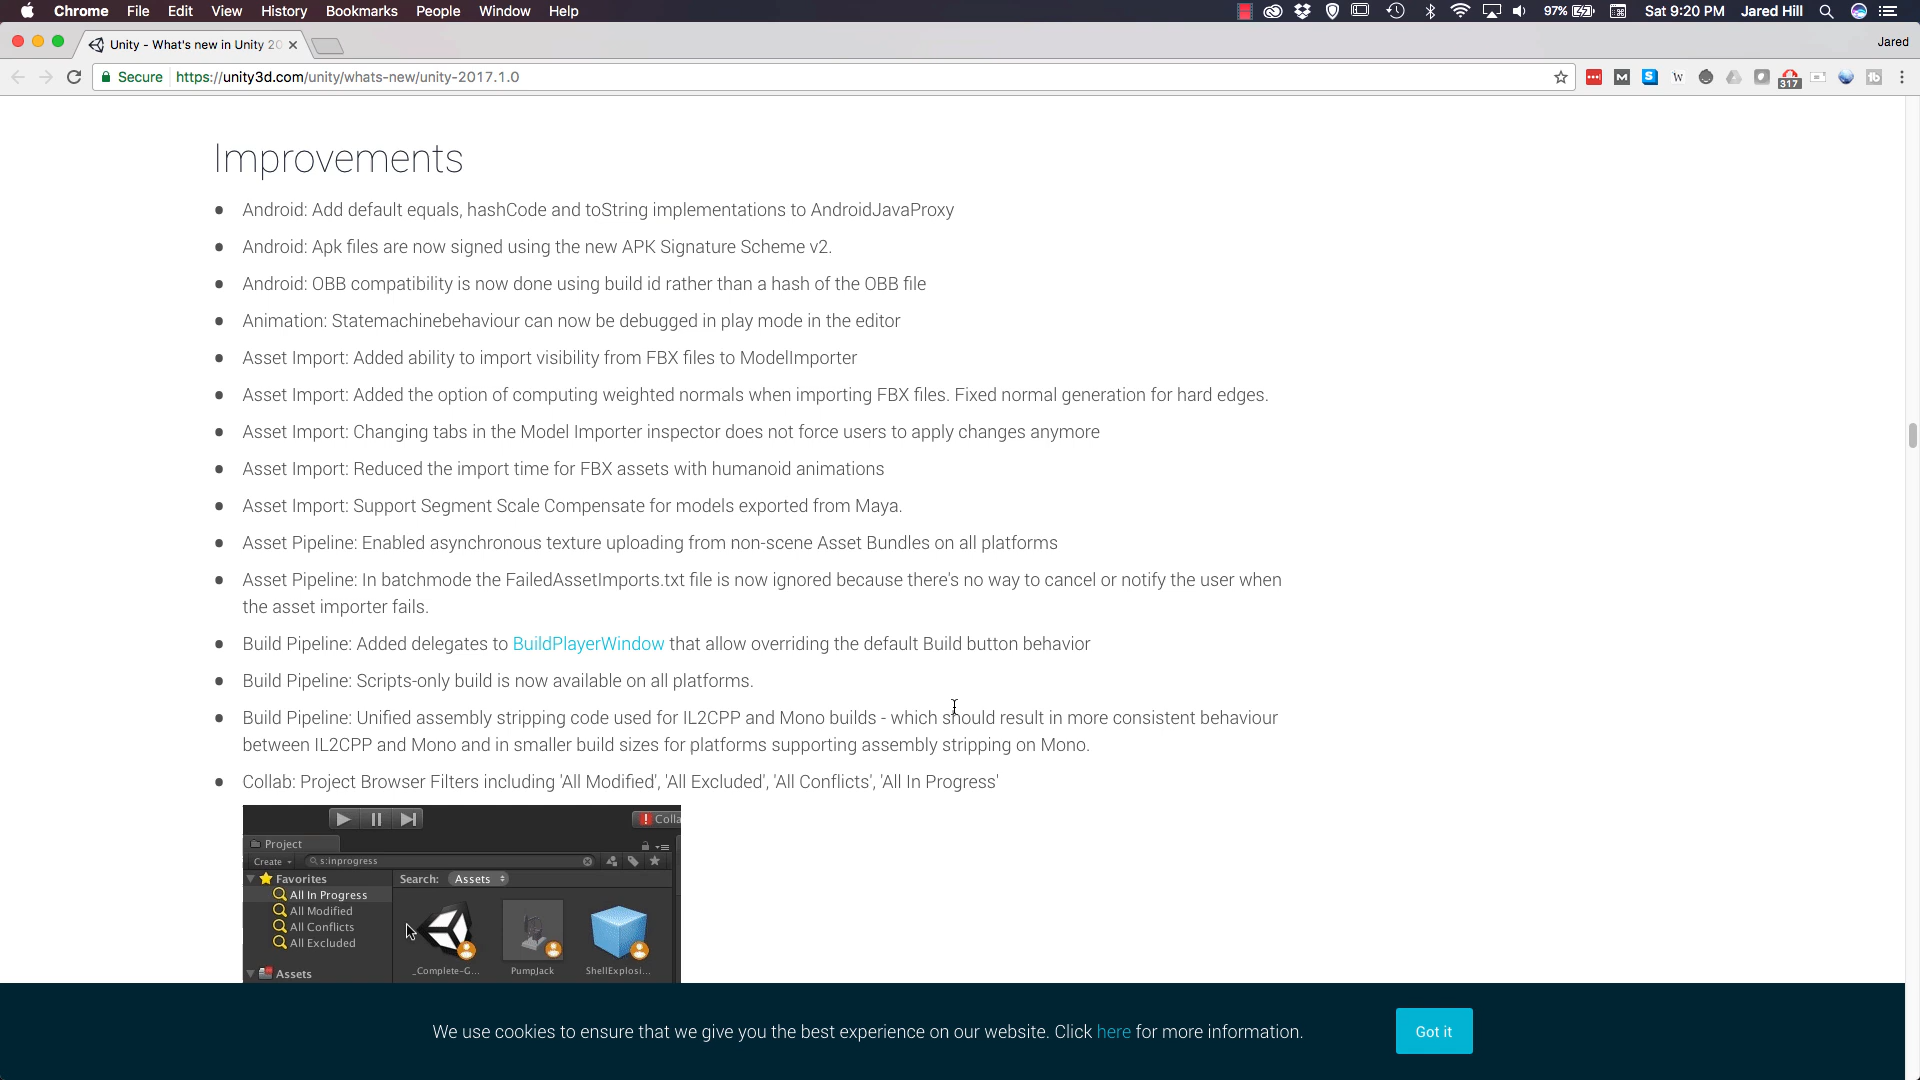 Chrome File Edit View History Bookmarks People Window Help 97% Sat 9:20 PM Jared Hill
Unity - What's new in Unity 20 Jared
Secure https://unity3d.com/unity/whats-new/unity-2017.1.0 317
Improvements
Android: Add default equals, hashCode and toString implementations to AndroidJavaProxy
Android: Apk files are now signed using the new APK Signature Scheme v2.
Android: OBB compatibility is now done using build id rather than a hash of the OBB file
Animation: Statemachinebehaviour can now be debugged in play mode in the editor
Asset Import: Added ability to import visibility from FBX files to ModelImporter
Asset Import: Added the option of computing weighted normals when importing FBX files. Fixed normal generation for hard edges.
Asset Import: Changing tabs in the Model Importer inspector does not force users to apply changes anymore
Asset Import: Reduced the import time for FBX assets with humanoid animations
Asset Import: Support Segment Scale Compensate for models exported from Maya.
Asset Pipeline: Enabled asynchronous texture uploading from non-scene Asset Bundles on all platforms
Asset Pipeline: In batchmode the FailedAssetImports.txt file is now ignored because there's no way to cancel or notify the user when
the asset importer fails.
Build Pipeline: Added delegates to BuildPlayerWindow that allow overriding the default Build button behavior
Build Pipeline: Scripts-only build is now available on all platforms.
Build Pipeline: Unified assembly stripping code used for IL2CPP and Mono builds - which should result in more consistent behaviour
between IL2CPP and Mono and in smaller build sizes for platforms supporting assembly stripping on Mono.
Collab: Project Browser Filters including 'All Modified', 'All Excluded', 'All Conflicts', 'All In Progress'
! Colla
Project
Create s:inprogress
Favorites Search: Assets
All In Progress
All Modified
All Conflicts
All Excluded
_Complete-G... PumpJack ShellExplosi...
Assets
We use cookies to ensure that we give you the best experience on our website. Click here for more information. Got it